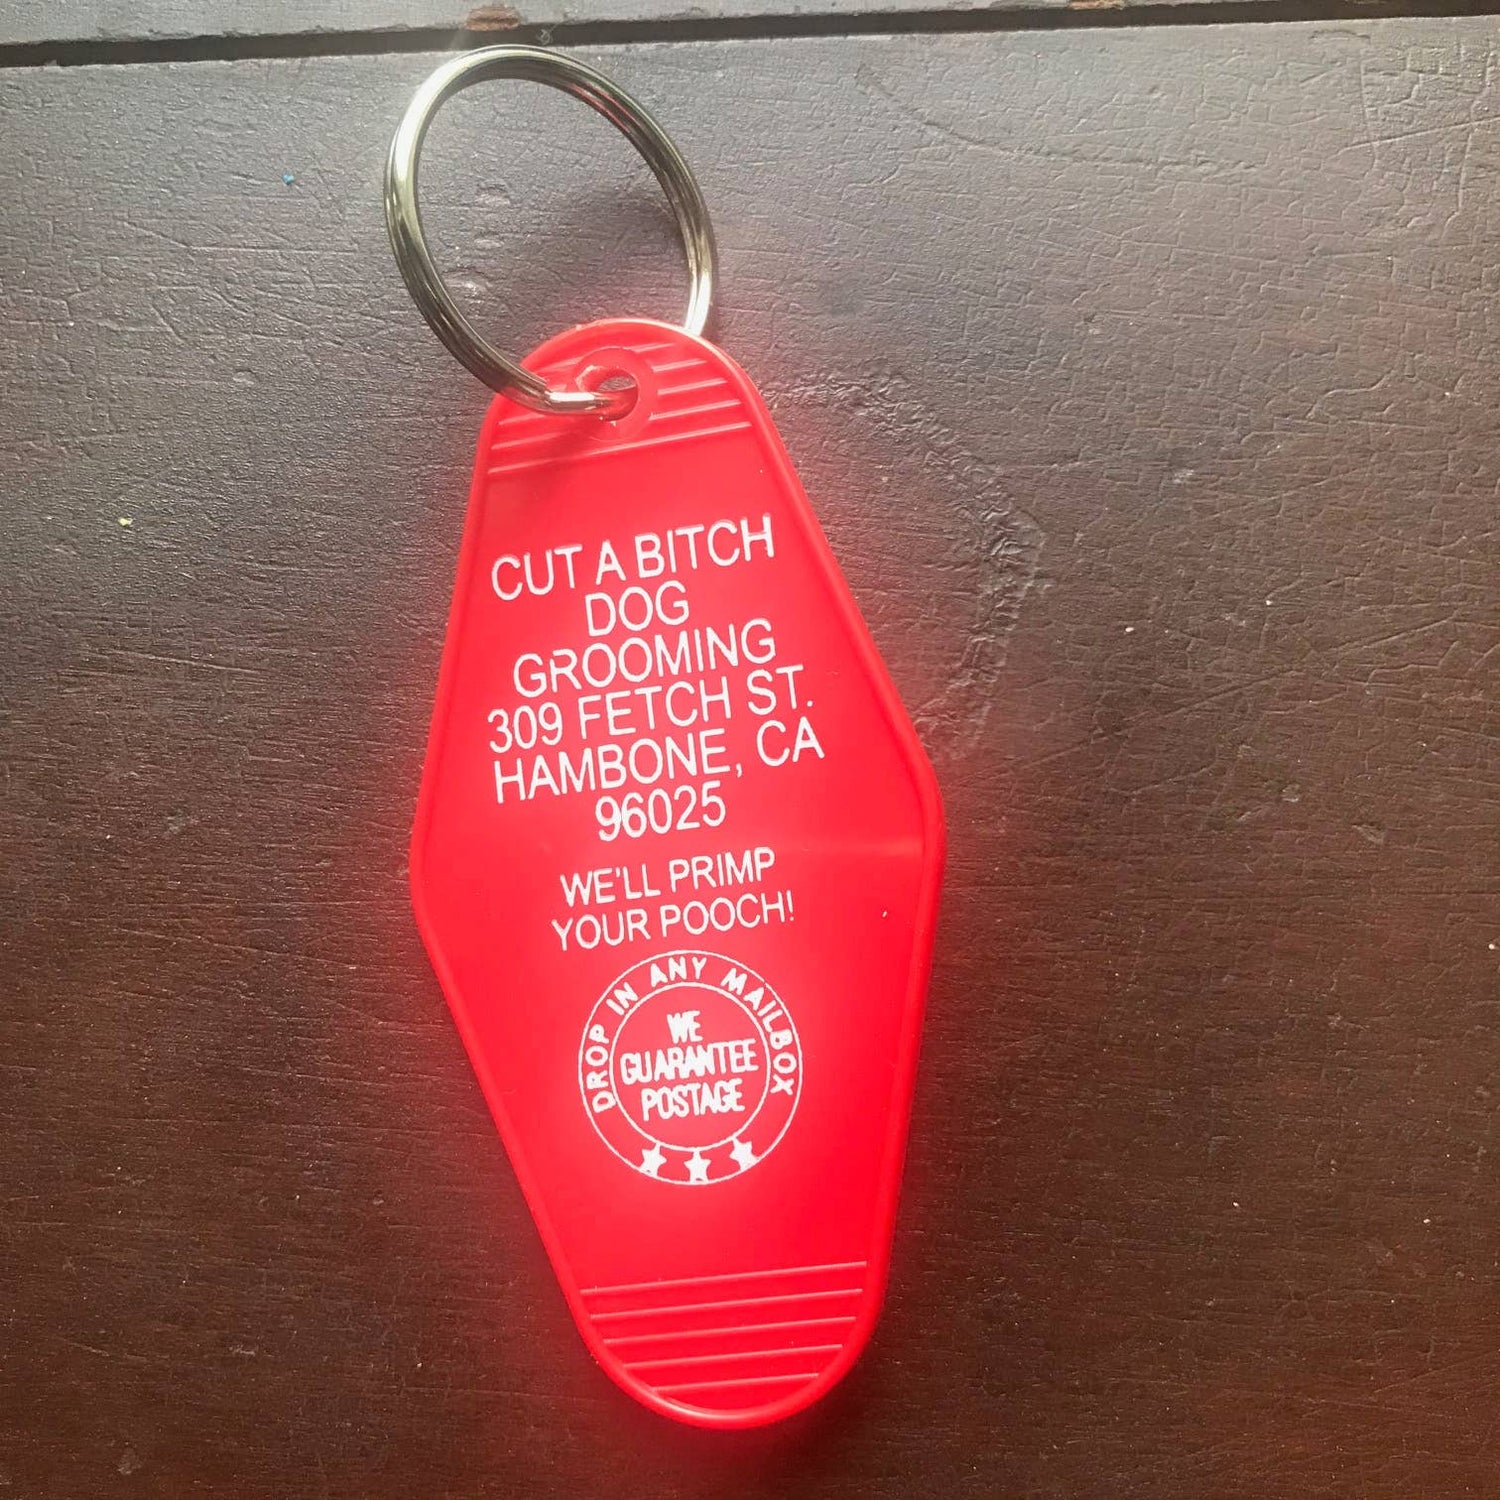 CUT A BITCH
DOG
GROOMING
309 FETCH ST.
HAMBONE, CA
96025
WE'LL PRIMP
YOUR POOCH!
DROP IN ANY MAILBOX
WE
GUARANTEE
POSTAGE